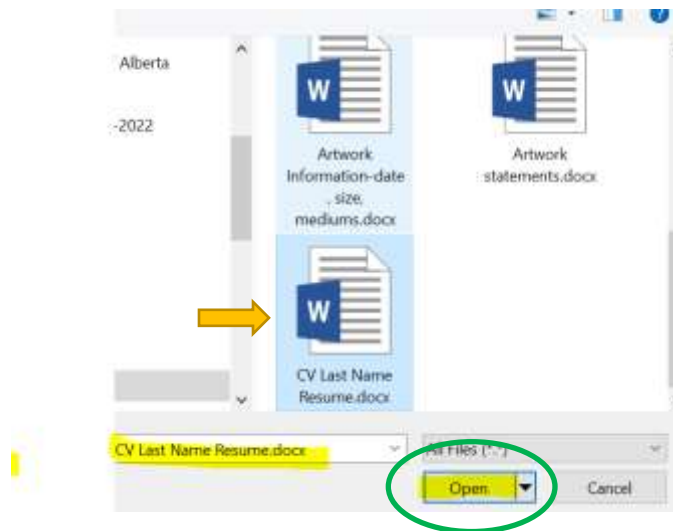 Alberta
-2022
W
W
Artwork
Information-date
, size,
mediums.docx
Artwork
statements.docx
W
CV Last Name
Resume.docx
CV Last Name Resume.docx
All Files (*.*)
Open
Cancel